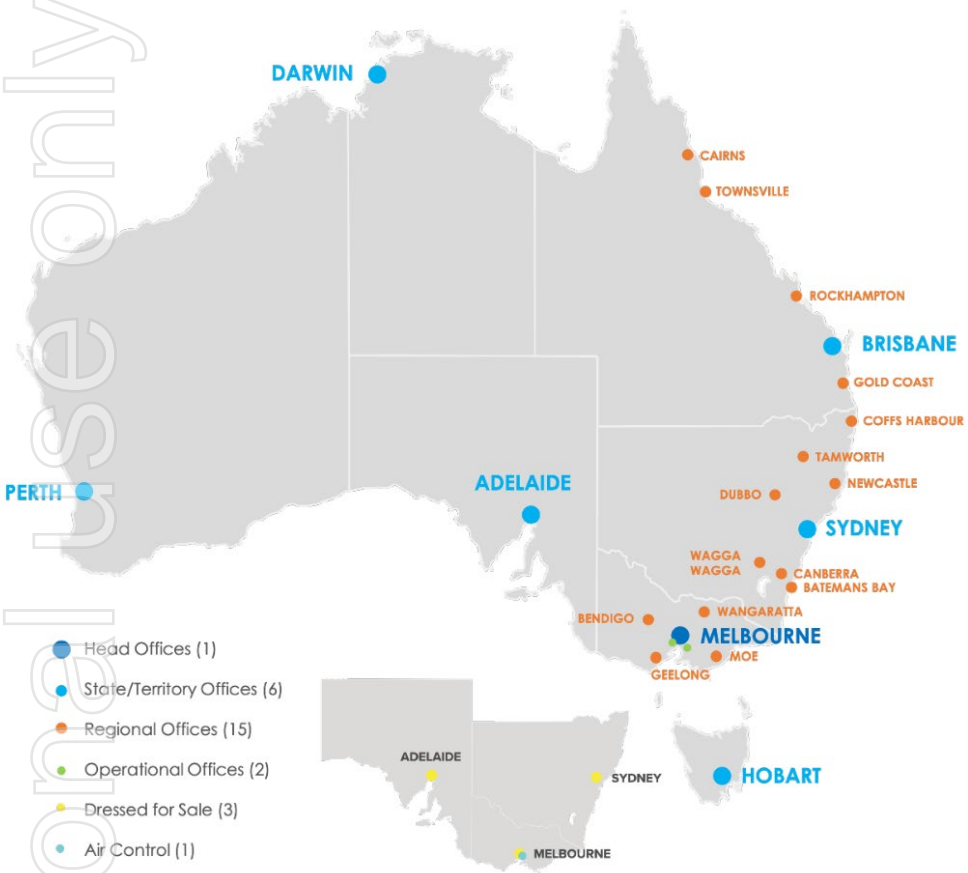 DARWIN
CAIRNS
TOWNSVILLE
ROCKHAMPTON
BRISBANE
GOLD COAST
COFFS HARBOUR
TAMWORTH
NEWCASTLE
DUBBO
SYDNEY
ADELAIDE
PERTH
WAGGA
WAGGA
CANBERRA
BATEMANS BAY
BENDIGO
WANGARATTA
MELBOURNE
MOE
GEELONG
HOBART
Head Offices (1)
State/Territory Offices (6)
Regional Offices (15)
Operational Offices (2)
Dressed for Sale (3)
Air Control (1)
ADELAIDE
SYDNEY
MELBOURNE
onal use only